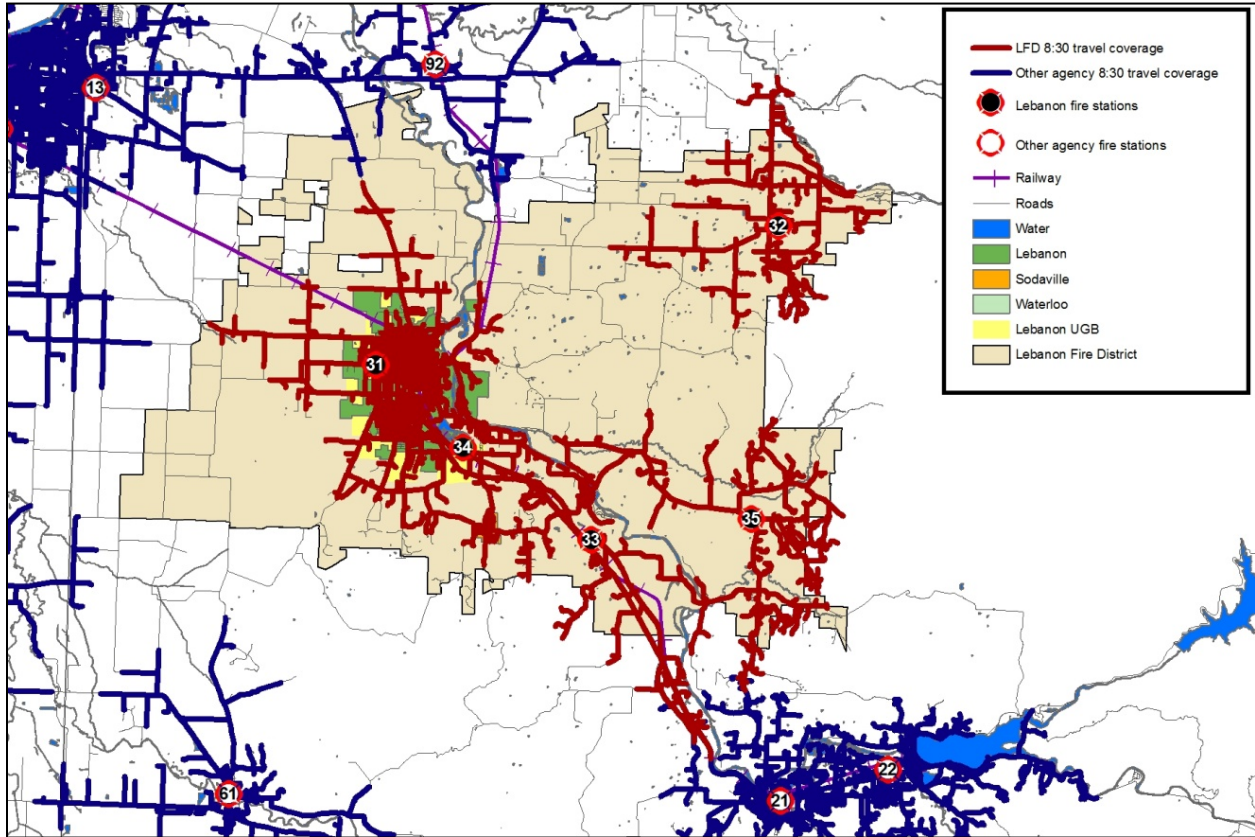 LFD 8:30 travel coverage
Other agency 8:30 travel coverage
Lebanon fire stations
Other agency fire stations
Railway
Roads
Water
Lebanon
Sodaville
Waterloo
Lebanon UGB
Lebanon Fire District
92
13
32
31
34
35
33
22
61
21